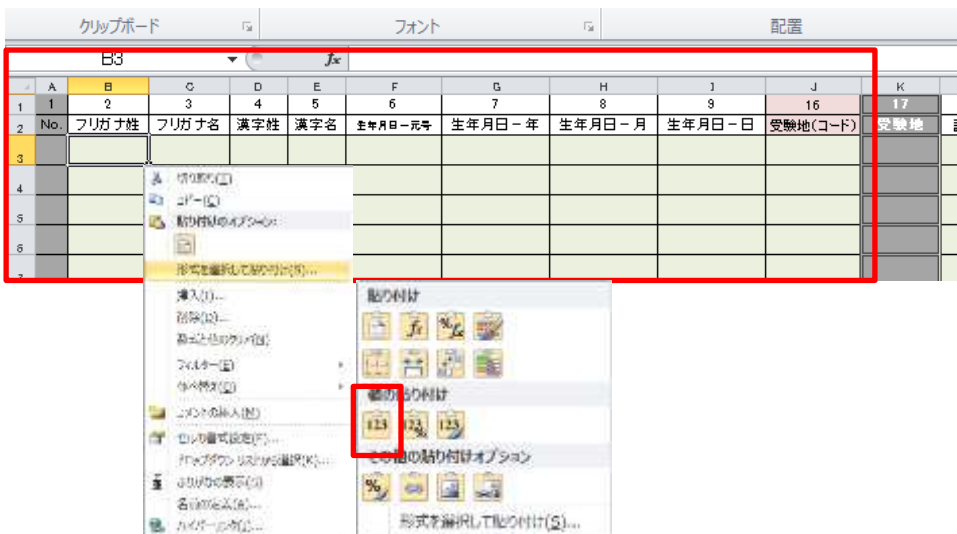 クリップボード フォント 配置
B3 fx
A B C D E F G H I J K
1 1 2 3 4 5 6 7 8 9 16 17
2 No. フリガナ姓 フリガナ名 漢字姓 漢字名 生年月日-元号 生年月日-年 生年月日-月 生年月日-日 受験地(コード) 受験地
3
4
5
6
切り取り(T)
コピー(C)
貼り付けのオプション:
形式を選択して貼り付け(S)...
挿入(I)...
削除(D)...
数式と値のクリア(N)
フィルター(E)
並べ替え(O)
コメントの挿入(M)
セルの書式設定(F)...
ドロップダウン リストから選択(K)...
ふりがなの表示(S)
名前の定義(A)...
ハイパーリンク(I)...
貼り付け
fx %fx
値の貼り付け
123 123 123
その他の貼り付けオプション
%
形式を選択して貼り付け(S)...